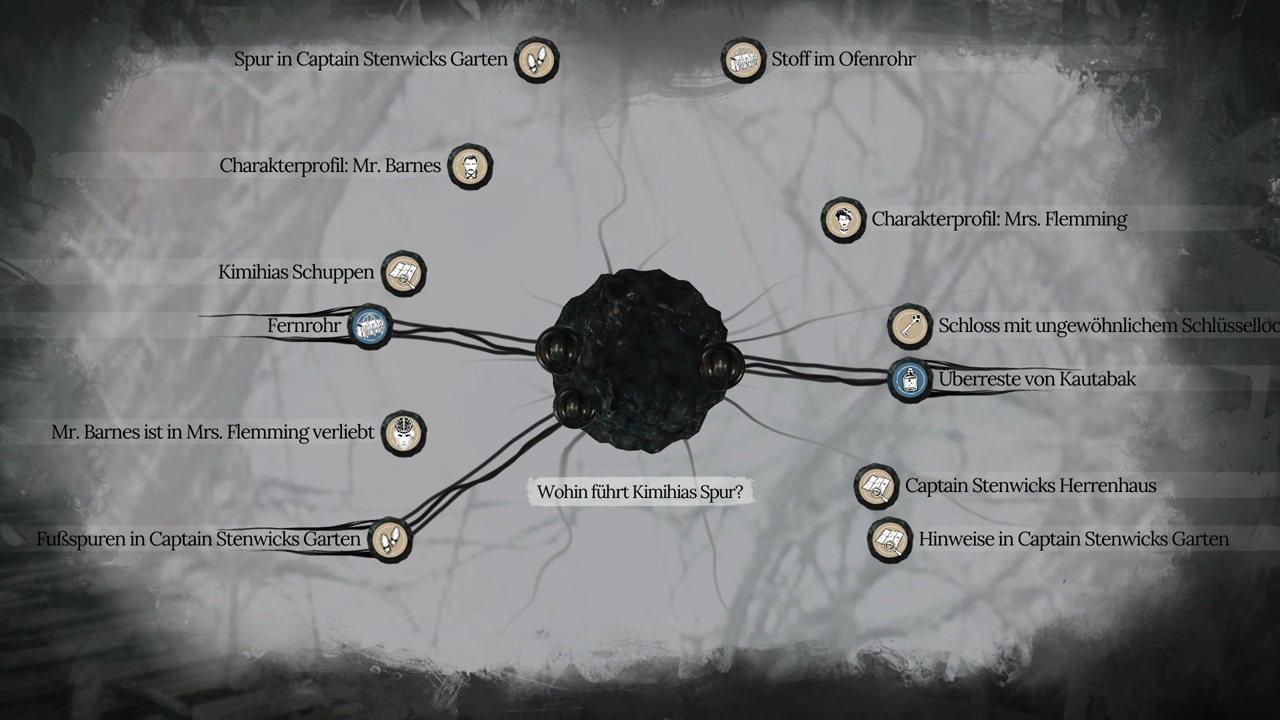 Spur in Captain Stenwicks Garten
Stoff im Ofenrohr
Charakterprofil: Mr. Barnes
Charakterprofil: Mrs. Flemming
Kimihias Schuppen
Fernrohr
Schloss mit ungewöhnlichem
Überreste von Kautabak
Mr. Barnes ist in Mrs. Flemming verliebt
Captain Stenwicks Herrenhaus
Wohin führt Kimihias Spur?
Fußspuren in Captain Stenwicks Garten
Hinweise in Captain Stenwicks Garten